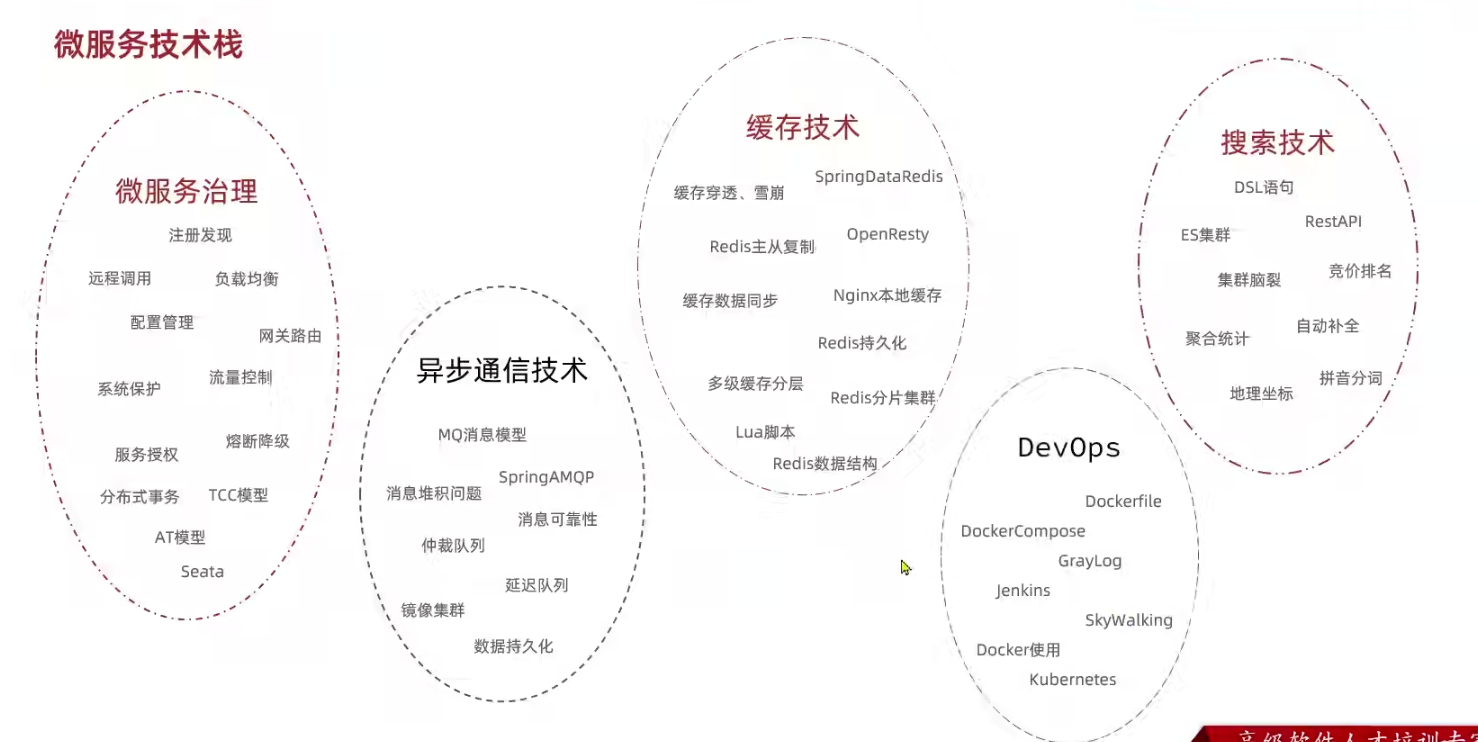 微服务技术栈
微服务治理
注册发现
远程调用
负载均衡
配置管理
网关路由
系统保护
流量控制
服务授权
熔断降级
分布式事务
TCC模型
AT模型
Seata
异步通信技术
MQ消息模型
SpringAMQP
消息堆积问题
消息可靠性
仲裁队列
延迟队列
镜像集群
数据持久化
缓存技术
SpringDataRedis
缓存穿透、雪崩
OpenResty
Redis主从复制
缓存数据同步
Nginx本地缓存
Redis持久化
多级缓存分层
Redis分片集群
Lua脚本
Redis数据结构
DevOps
Dockerfile
DockerCompose
GrayLog
Jenkins
SkyWalking
Docker使用
Kubernetes
搜索技术
DSL语句
RestAPI
ES集群
竞价排名
集群脑裂
自动补全
聚合统计
拼音分词
地理坐标
高级软件人才培训专家